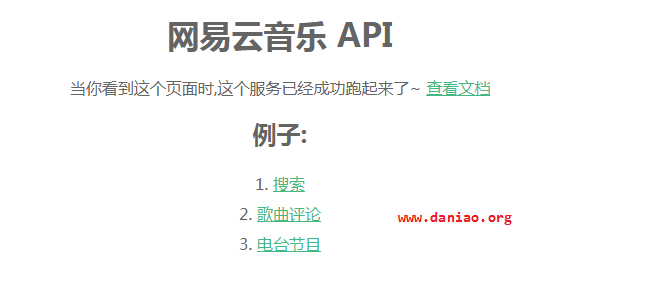 网易云音乐 API
当你看到这个页面时,这个服务已经成功跑起来了~ 查看文档
例子:
1. 搜索
2. 歌曲评论
www.daniao.org
3. 电台节目